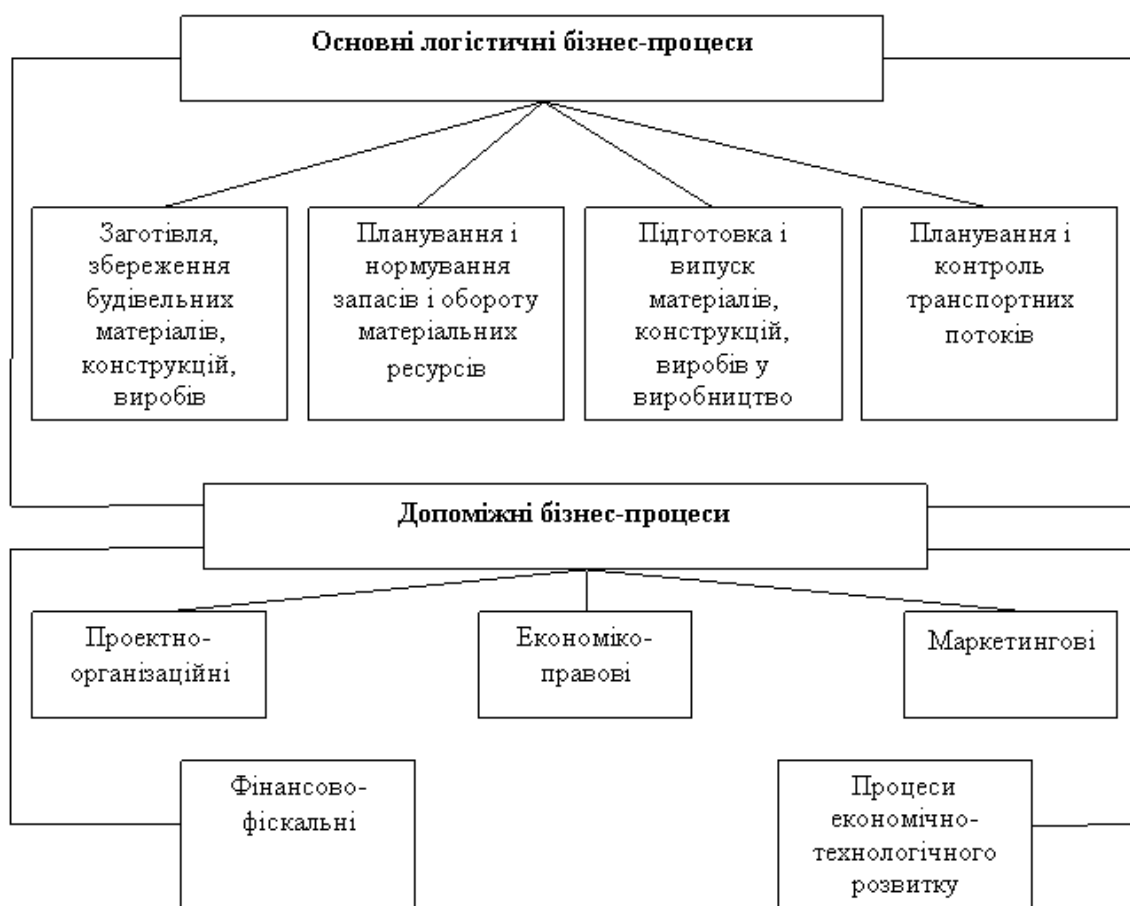 Основні логістичні бізнес-процеси
Заготівля,
збереження
будівельних
матеріалів,
конструкцій,
виробів
Планування і
нормування
запасів і обороту
матеріальних
ресурсів
Підготовка і
випуск
матеріалів,
конструкцій,
виробів у
виробництво
Планування і
контроль
транспортних
потоків
Допоміжні бізнес-процеси
Проектно-
організаційні
Економіко-
правові
Маркетингові
Фінансово-
фіскальні
Процеси
економічно-
технологічного
розвитку